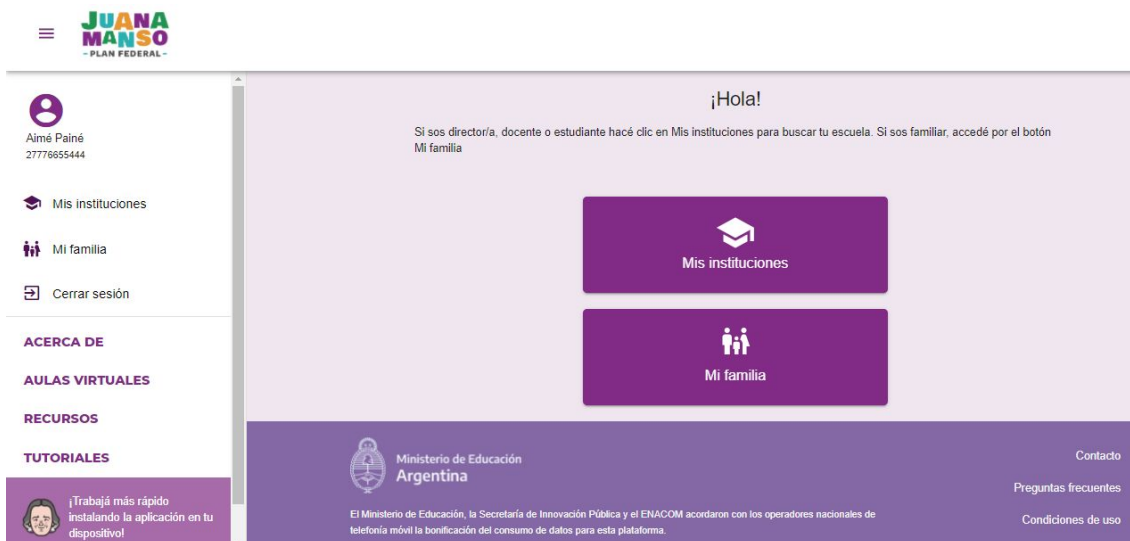 JUANA
MANSO
- PLAN FEDERAL -
Aimé Painé
27776655444
Mis instituciones
Mi familia
Cerrar sesión
ACERCA DE
AULAS VIRTUALES
RECURSOS
TUTORIALES
¡Trabajá más rápido
instalando la aplicación en tu
dispositivo!
¡Hola!
Si sos director/a, docente o estudiante hacé clic en Mis instituciones para buscar tu escuela. Si sos familiar, accedé por el botón
Mi familia
Mis instituciones
Mi familia
Ministerio de Educación
Argentina
El Ministerio de Educación, la Secretaría de Innovación Pública y el ENACOM acordaron con los operadores nacionales de
telefonía móvil la bonificación del consumo de datos para esta plataforma.
Contacto
Preguntas frecuentes
Condiciones de uso